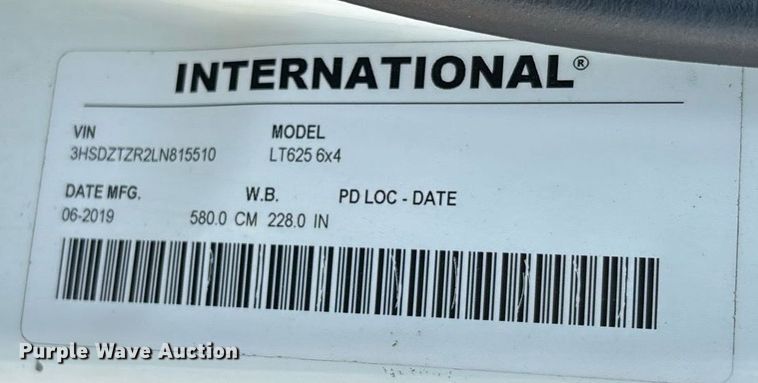 INTERNATIONAL®
VIN MODEL
3HSDZTZR2LN815510 LT625 6x4
DATE MFG. W.B. PD LOC - DATE
06-2019 580.0 CM 228.0 IN
Purple Wave Auction